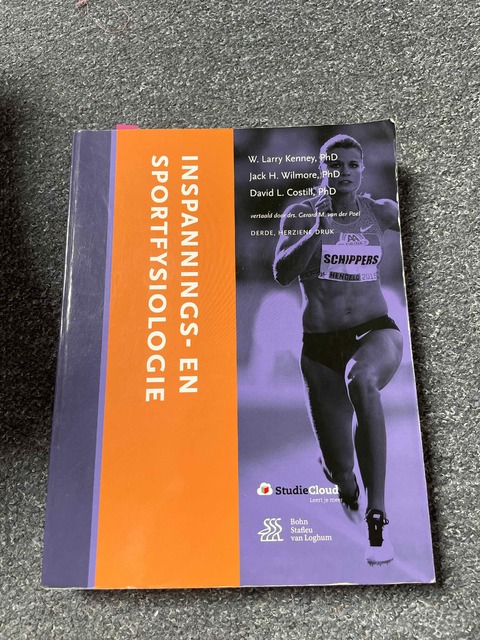 INSPANNINGS- EN
SPORTFYSIOLOGIE
W. Larry Kenney, PhD
Jack H. Wilmore, PhD
David L. Costill, PhD
vertaald door drs. Gerard M. van der Poel
DERDE, HERZIENE DRUK
SCHIPPERS
HENGELO 2015
StudieCloud
Leert je meer
Bohn
Stafleu
van Loghum